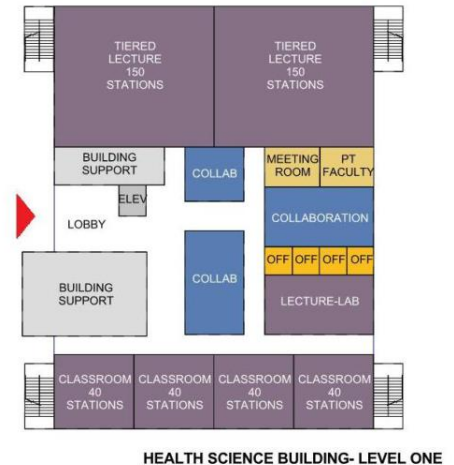 TIERED
LECTURE
150
STATIONS
TIERED
LECTURE
150
STATIONS
BUILDING
SUPPORT
COLLAB
MEETING
ROOM
PT
FACULTY
ELEV
LOBBY
COLLABORATION
OFF OFF OFF OFF
BUILDING
SUPPORT
COLLAB
LECTURE-LAB
CLASSROOM
40
STATIONS
CLASSROOM
40
STATIONS
CLASSROOM
40
STATIONS
CLASSROOM
40
STATIONS
HEALTH SCIENCE BUILDING- LEVEL ONE